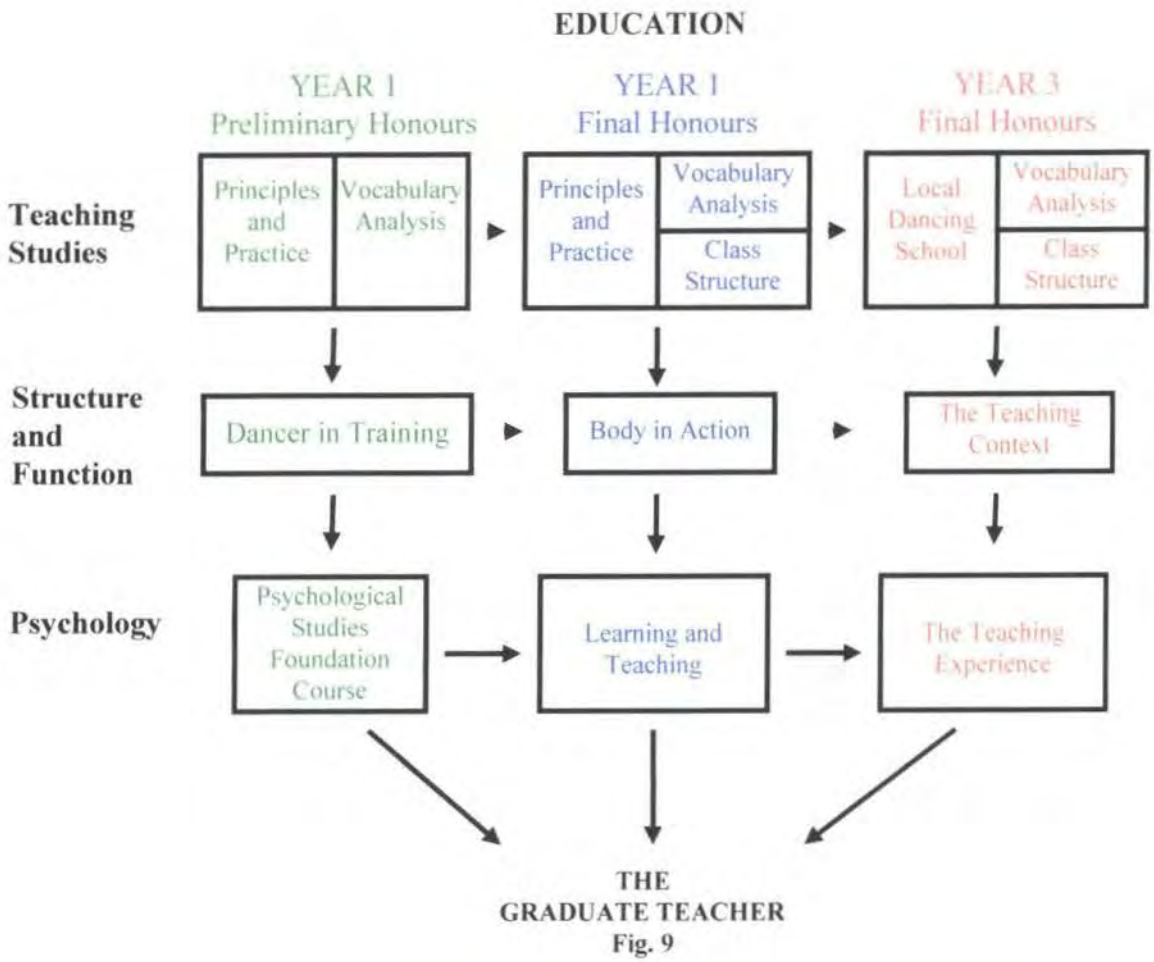 EDUCATION
YEAR 1
Preliminary Honours
YEAR 1
Final Honours
YEAR 3
Final Honours
Teaching
Studies
Principles
and
Practice
Vocabulary
Analysis
Principles
and
Practice
Vocabulary
Analysis
Class
Structure
Local
Dancing
School
Vocabulary
Analysis
Class
Structure
Structure
and
Function
Dancer in Training
Body in Action
The Teaching
Context
Psychology
Psychological
Studies
Foundation
Course
Learning and
Teaching
The Teaching
Experience
THE
GRADUATE TEACHER
Fig. 9